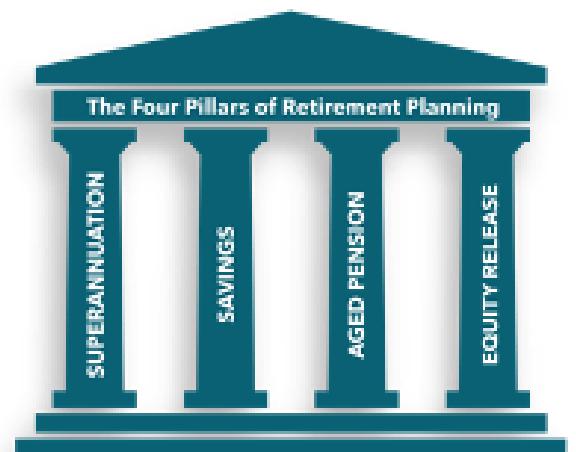 The Four Pillars of Retirement Planning
SUPERANNUATION
SAVINGS
AGED PENSION
EQUITY RELEASE